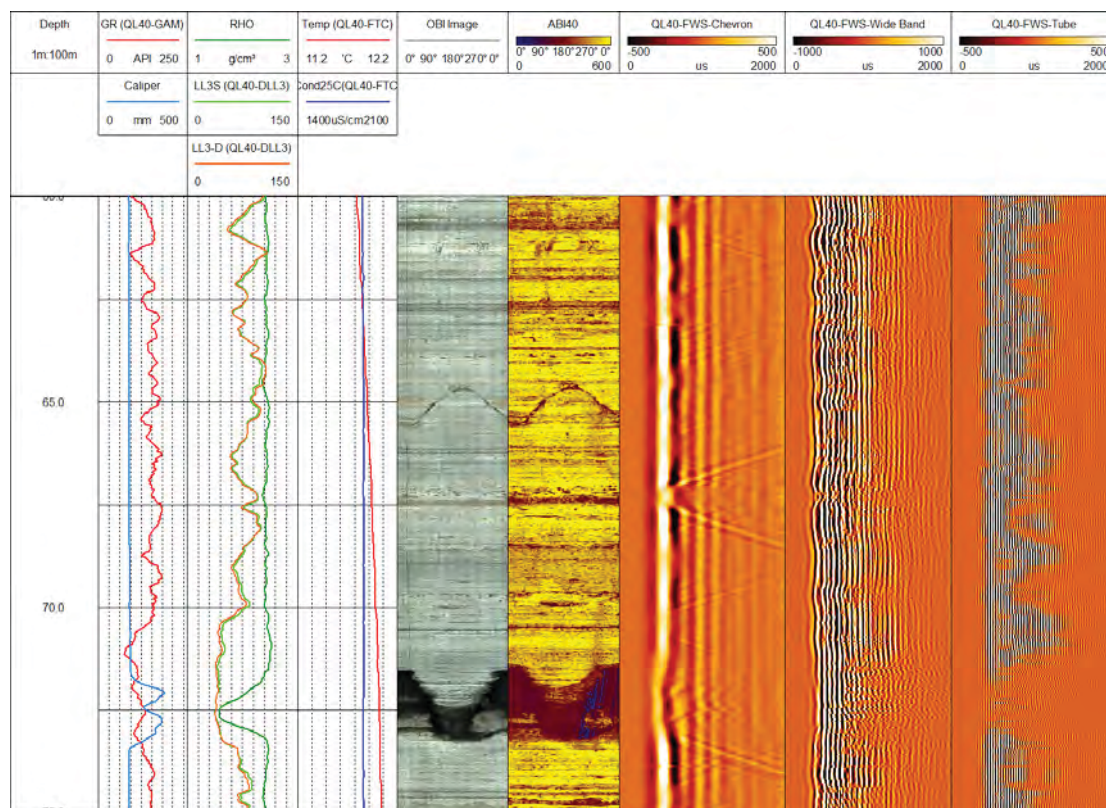 Depth
1m:100m
GR (QL40-GAM)
0 API 250
Caliper
0 mm 500
RHO
1 g/cm³ 3
LL3S (QL40-DLL3)
0 150
LL3-D (QL40-DLL3)
0 150
Temp (QL40-FTC)
11.2 °C 12.2
Cond25C(QL40-FTC
1400uS/cm2100
OBI Image
0° 90° 180°270° 0°
ABI40
0° 90° 180°270° 0°
0 600
QL40-FWS-Chevron
-500 500
0 us 2000
QL40-FWS-Wide Band
-1000 1000
0 us 2000
QL40-FWS-Tube
-500 500
0 us 2000
65.0
70.0